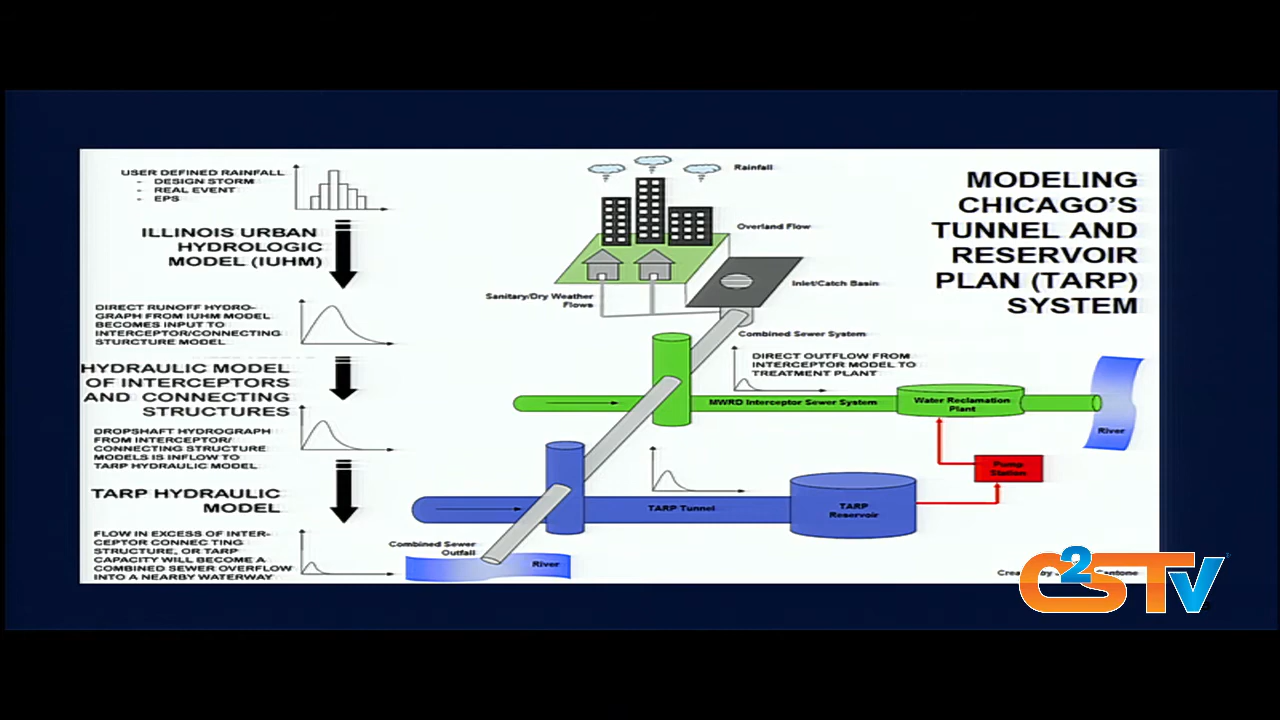 USER DEFINED RAINFALL
- DESIGN STORM
- REAL EVENT
- EPS
ILLINOIS URBAN
HYDROLOGIC
MODEL (IUHM)
DIRECT RUNOFF HYDRO-
GRAPH FROM IUHM MODEL
BECOMES INPUT TO
INTERCEPTOR/CONNECTING
STURCTURE MODEL
HYDRAULIC MODEL
OF INTERCEPTORS
AND CONNECTING
STRUCTURES
DROPSHAFT HYDROGRAPH
FROM INTERCEPTOR/
CONNECTING STRUCTURE
MODELS IS INFLOW TO
TARP HYDRAULIC MODEL
TARP HYDRAULIC
MODEL
FLOW IN EXCESS OF INTER-
CEPTOR CONNECTING
STRUCTURE, OR TARP
CAPACITY WILL BECOME A
COMBINED SEWER OVERFLOW
INTO A NEARBY WATERWAY
Rainfall
Overland Flow
Inlet/Catch Basin
Sanitary/Dry Weather
Flows
Combined Sewer System
DIRECT OUTFLOW FROM
INTERCEPTOR MODEL TO
TREATMENT PLANT
MWRD Interceptor Sewer System
Water Reclamation
Plant
River
Pump
Station
TARP Tunnel
TARP
Reservoir
Combined Sewer
Outfall
River
MODELING
CHICAGO'S
TUNNEL AND
RESERVOIR
PLAN (TARP)
SYSTEM
C2STV